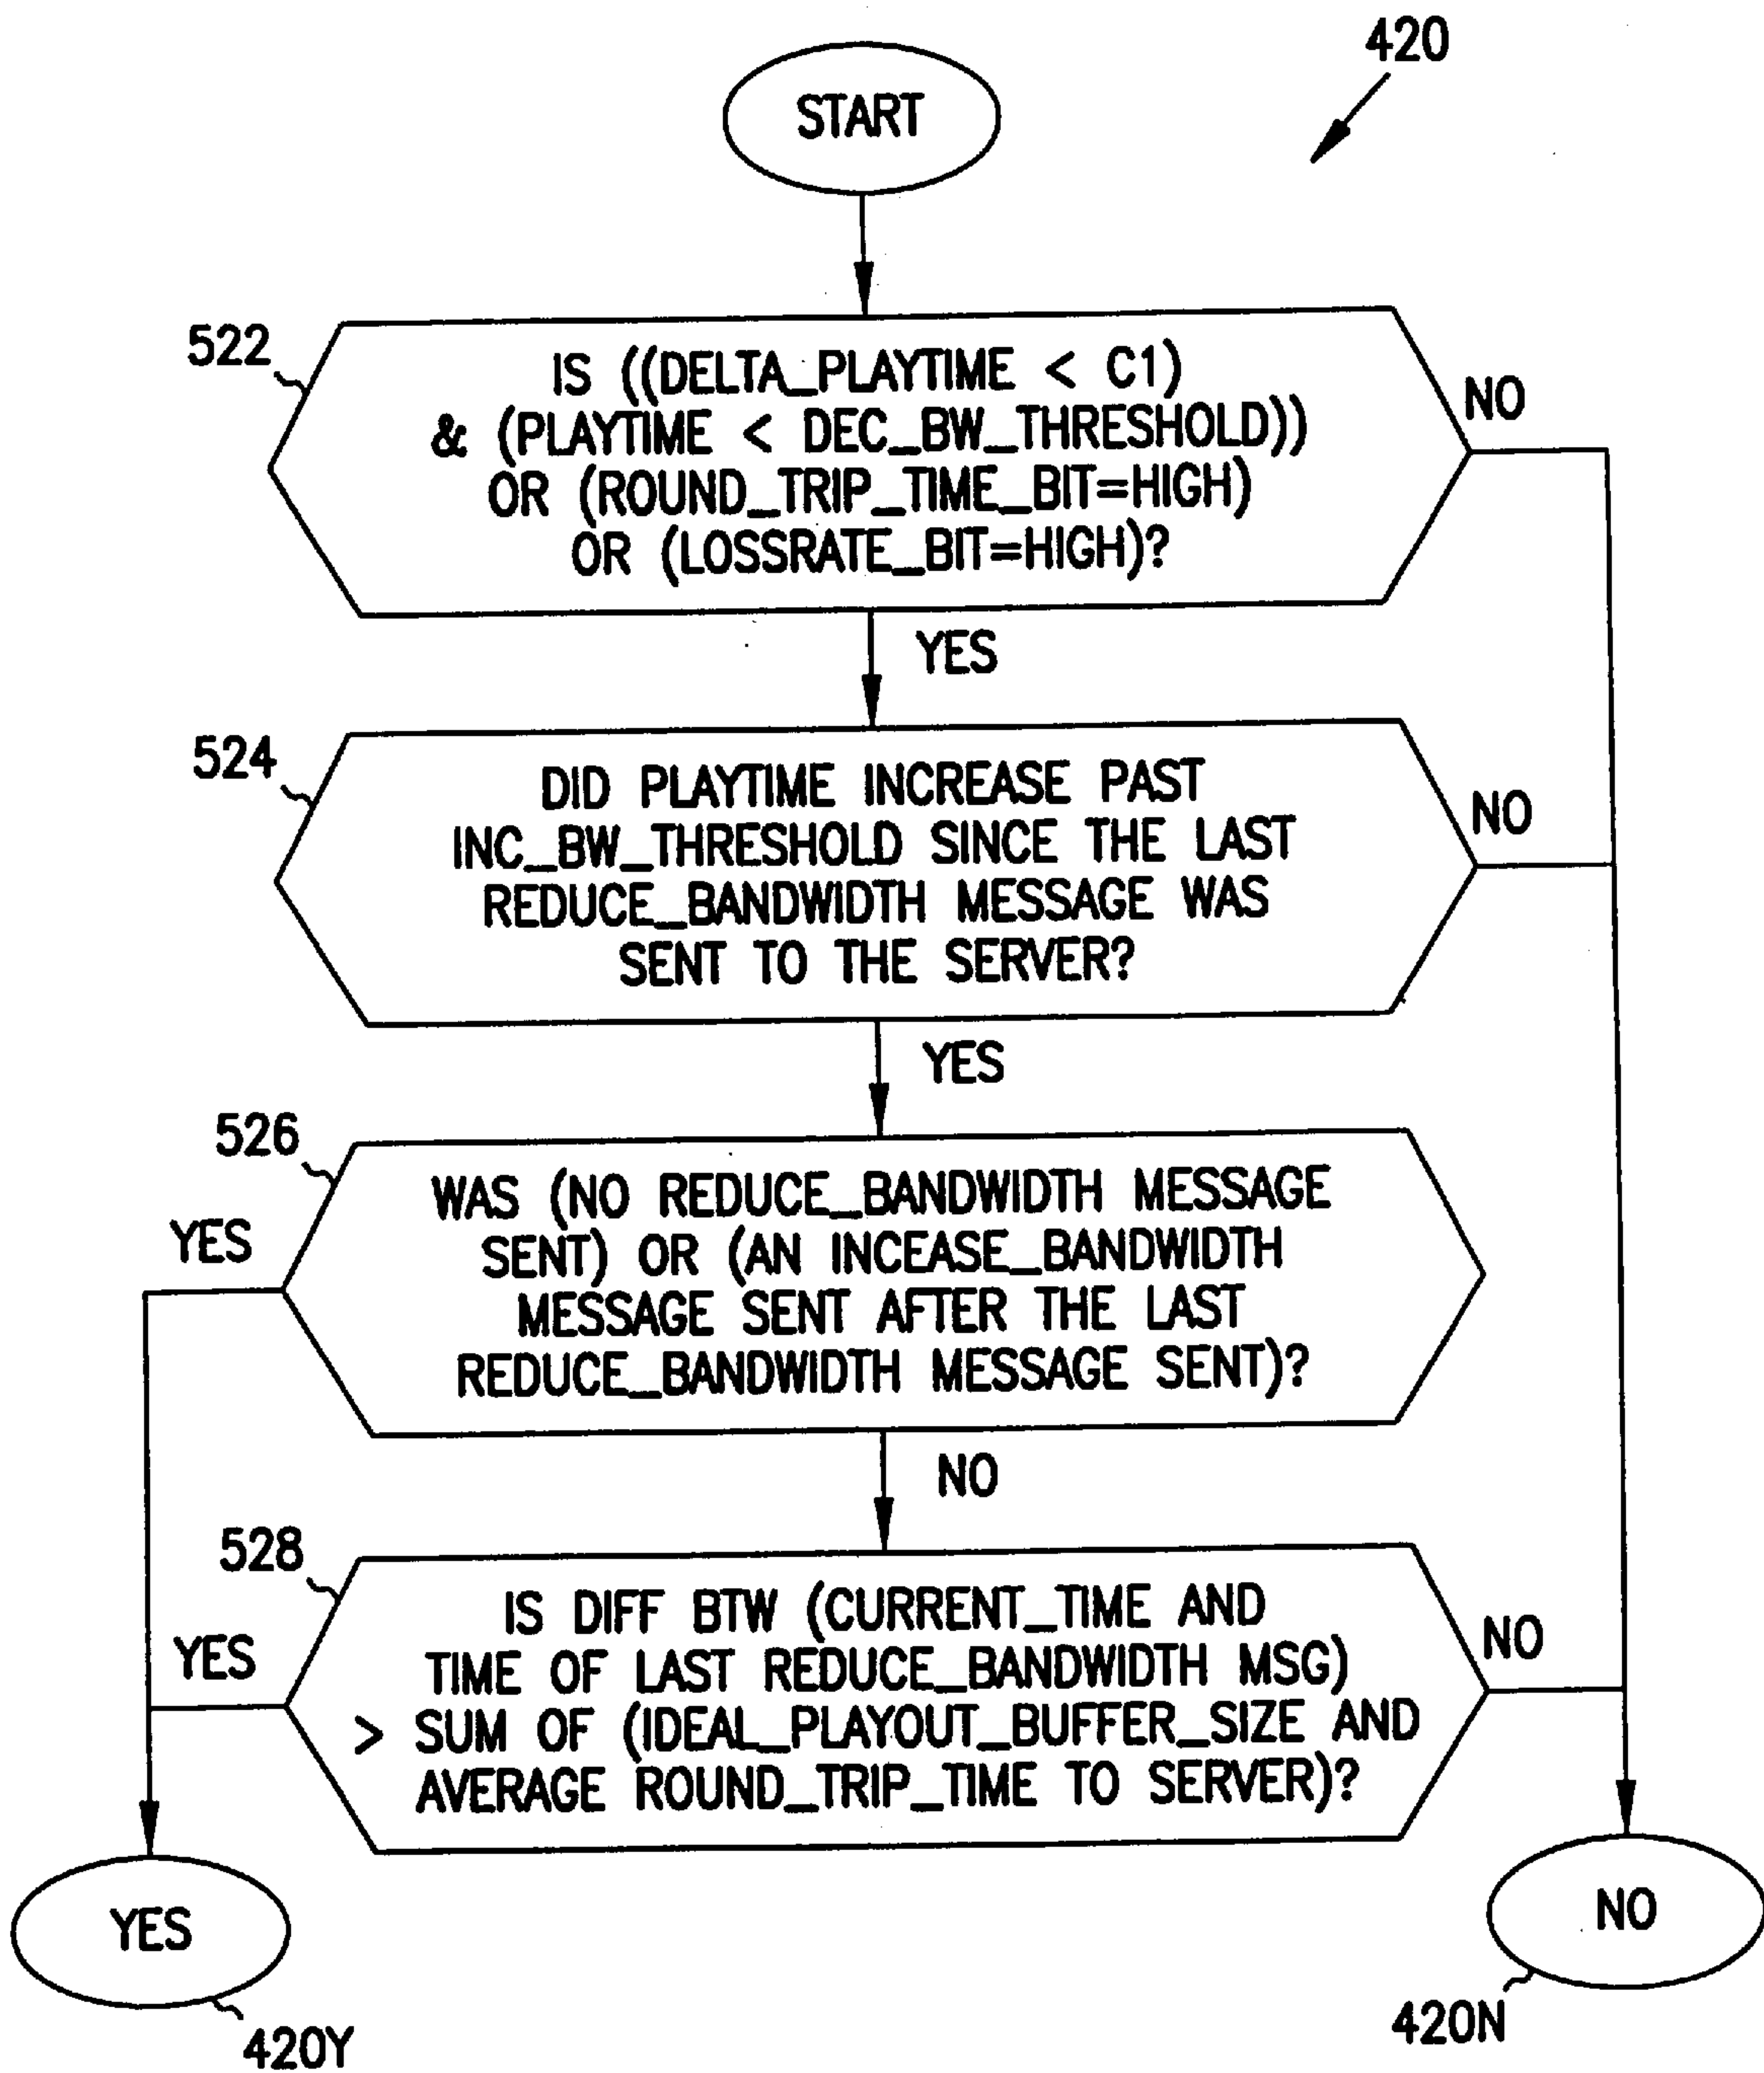 420
START
522
IS ((DELTA_PLAYTIME < C1)
& (PLAYTIME < DEC_BW_THRESHOLD))
OR (ROUND_TRIP_TIME_BIT=HIGH)
OR (LOSSRATE_BIT=HIGH)?
NO
YES
524
DID PLAYTIME INCREASE PAST
INC_BW_THRESHOLD SINCE THE LAST
REDUCE_BANDWIDTH MESSAGE WAS
SENT TO THE SERVER?
NO
YES
526
WAS (NO REDUCE_BANDWIDTH MESSAGE
SENT) OR (AN INCEASE_BANDWIDTH
MESSAGE SENT AFTER THE LAST
REDUCE_BANDWIDTH MESSAGE SENT)?
YES
NO
528
IS DIFF BTW (CURRENT_TIME AND
TIME OF LAST REDUCE_BANDWIDTH MSG)
> SUM OF (IDEAL_PLAYOUT_BUFFER_SIZE AND
AVERAGE ROUND_TRIP_TIME TO SERVER)?
YES
NO
YES
NO
420Y
420N